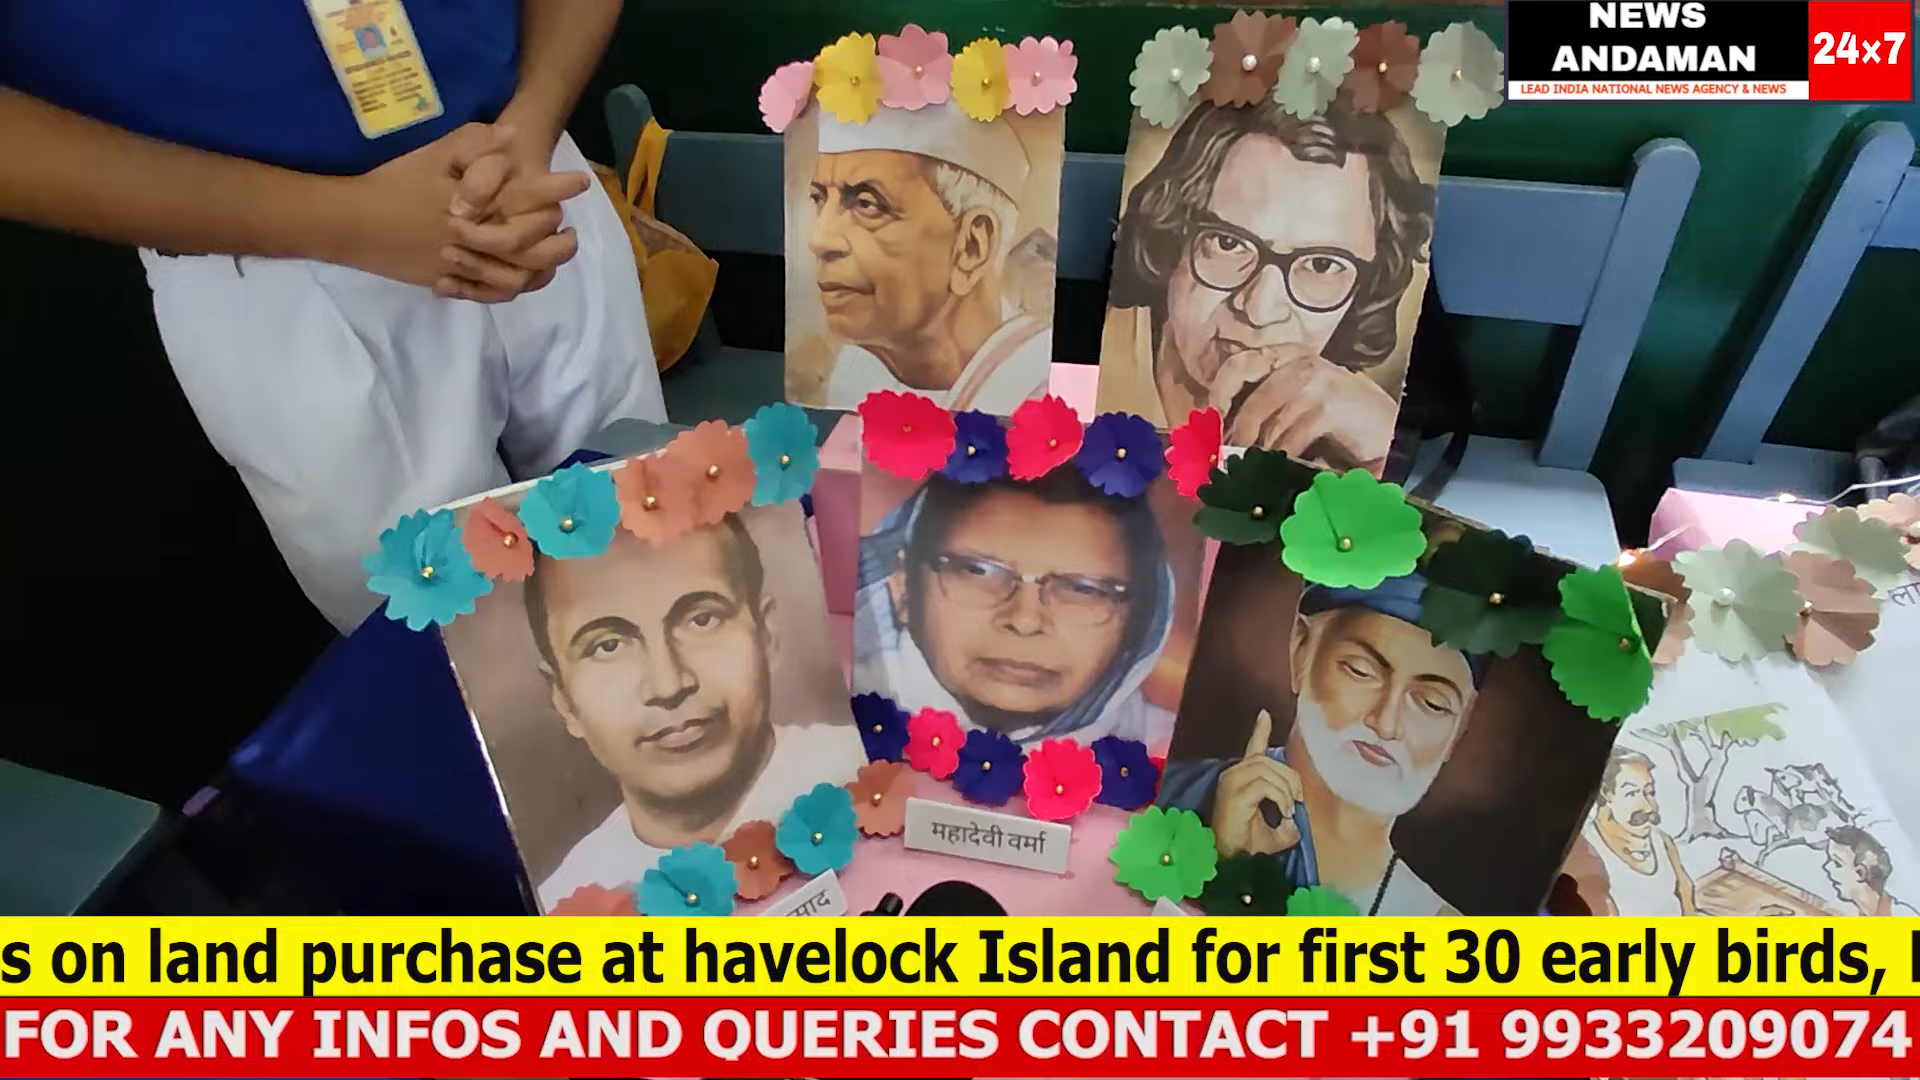 NEWS
ANDAMAN
24x7
LEAD INDIA NATIONAL NEWS AGENCY & NEWS
महादेवी वर्मा
s on land purchase at havelock Island for first 30 early birds,
FOR ANY INFOS AND QUERIES CONTACT +91 9933209074